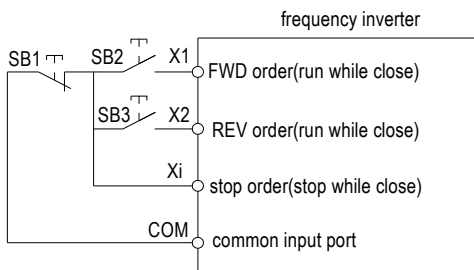 frequency inverter
SB1
SB2
X1
FWD order(run while close)
SB3
X2
REV order(run while close)
Xi
stop order(stop while close)
COM
common input port